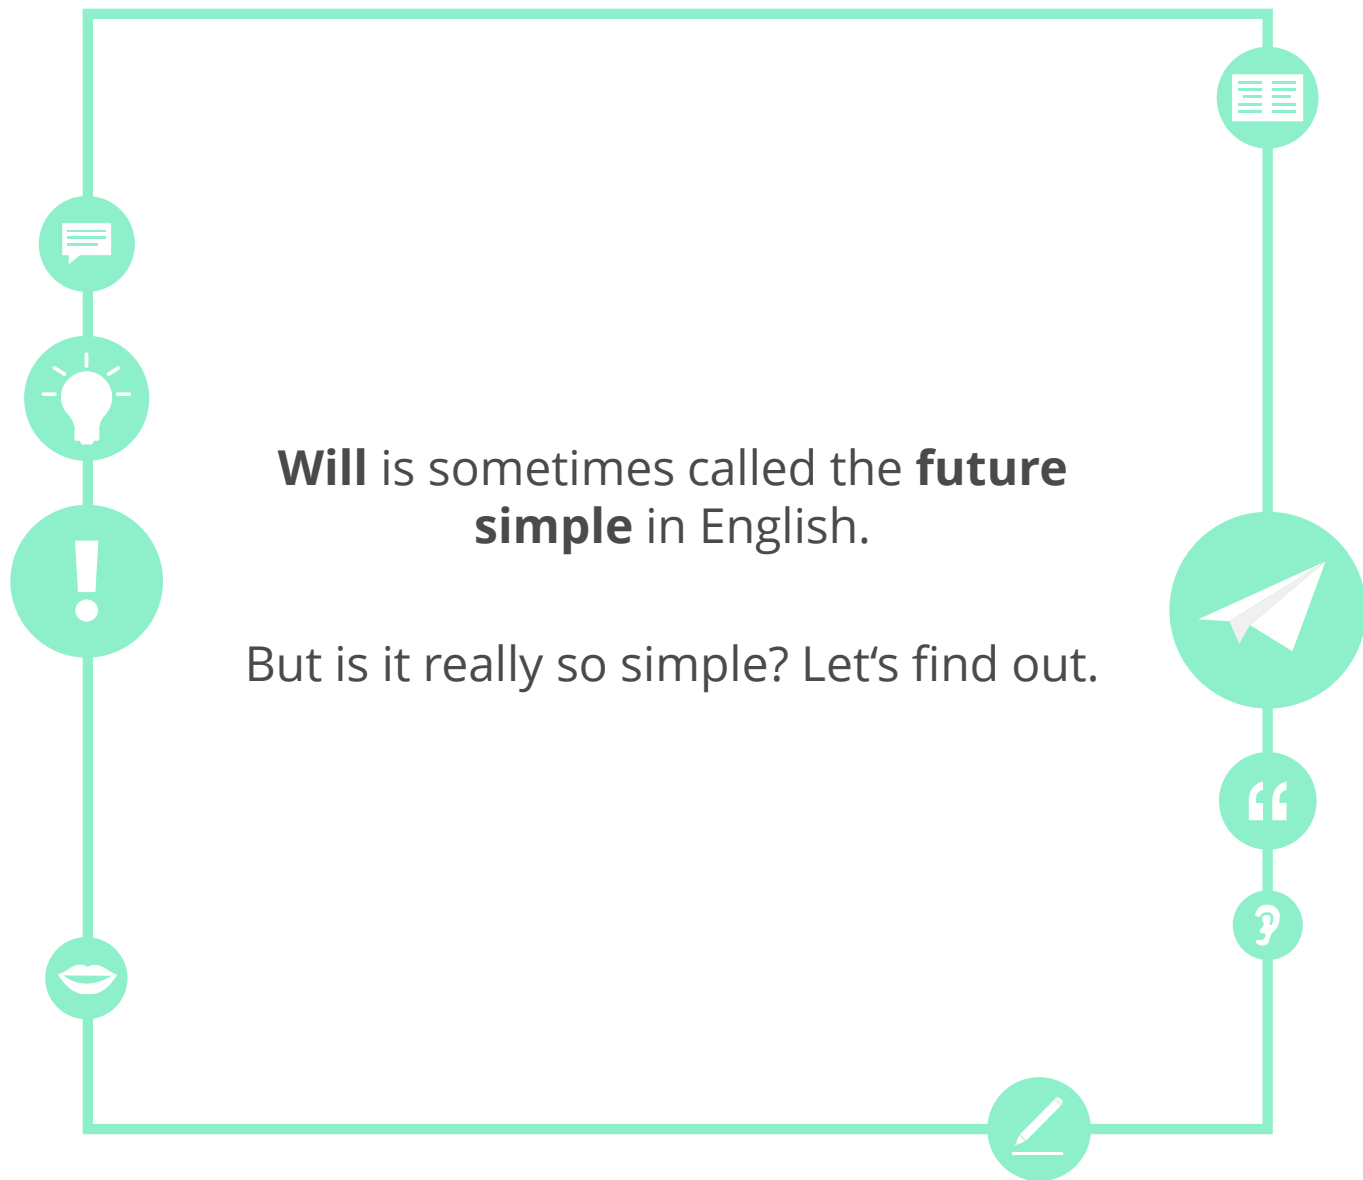 Will is sometimes called the future
simple in English.
But is it really so simple? Let‘s find out.